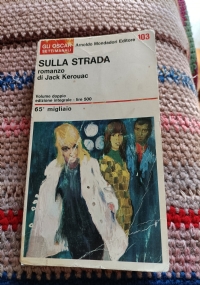 GLI OSCAR
SETTIMANALI
Arnoldo Mondadori Editore
183
SULLA STRADA
romanzo
di Jack Kerouac
Volume doppio
edizione integrale · lire 500
65° migliaio